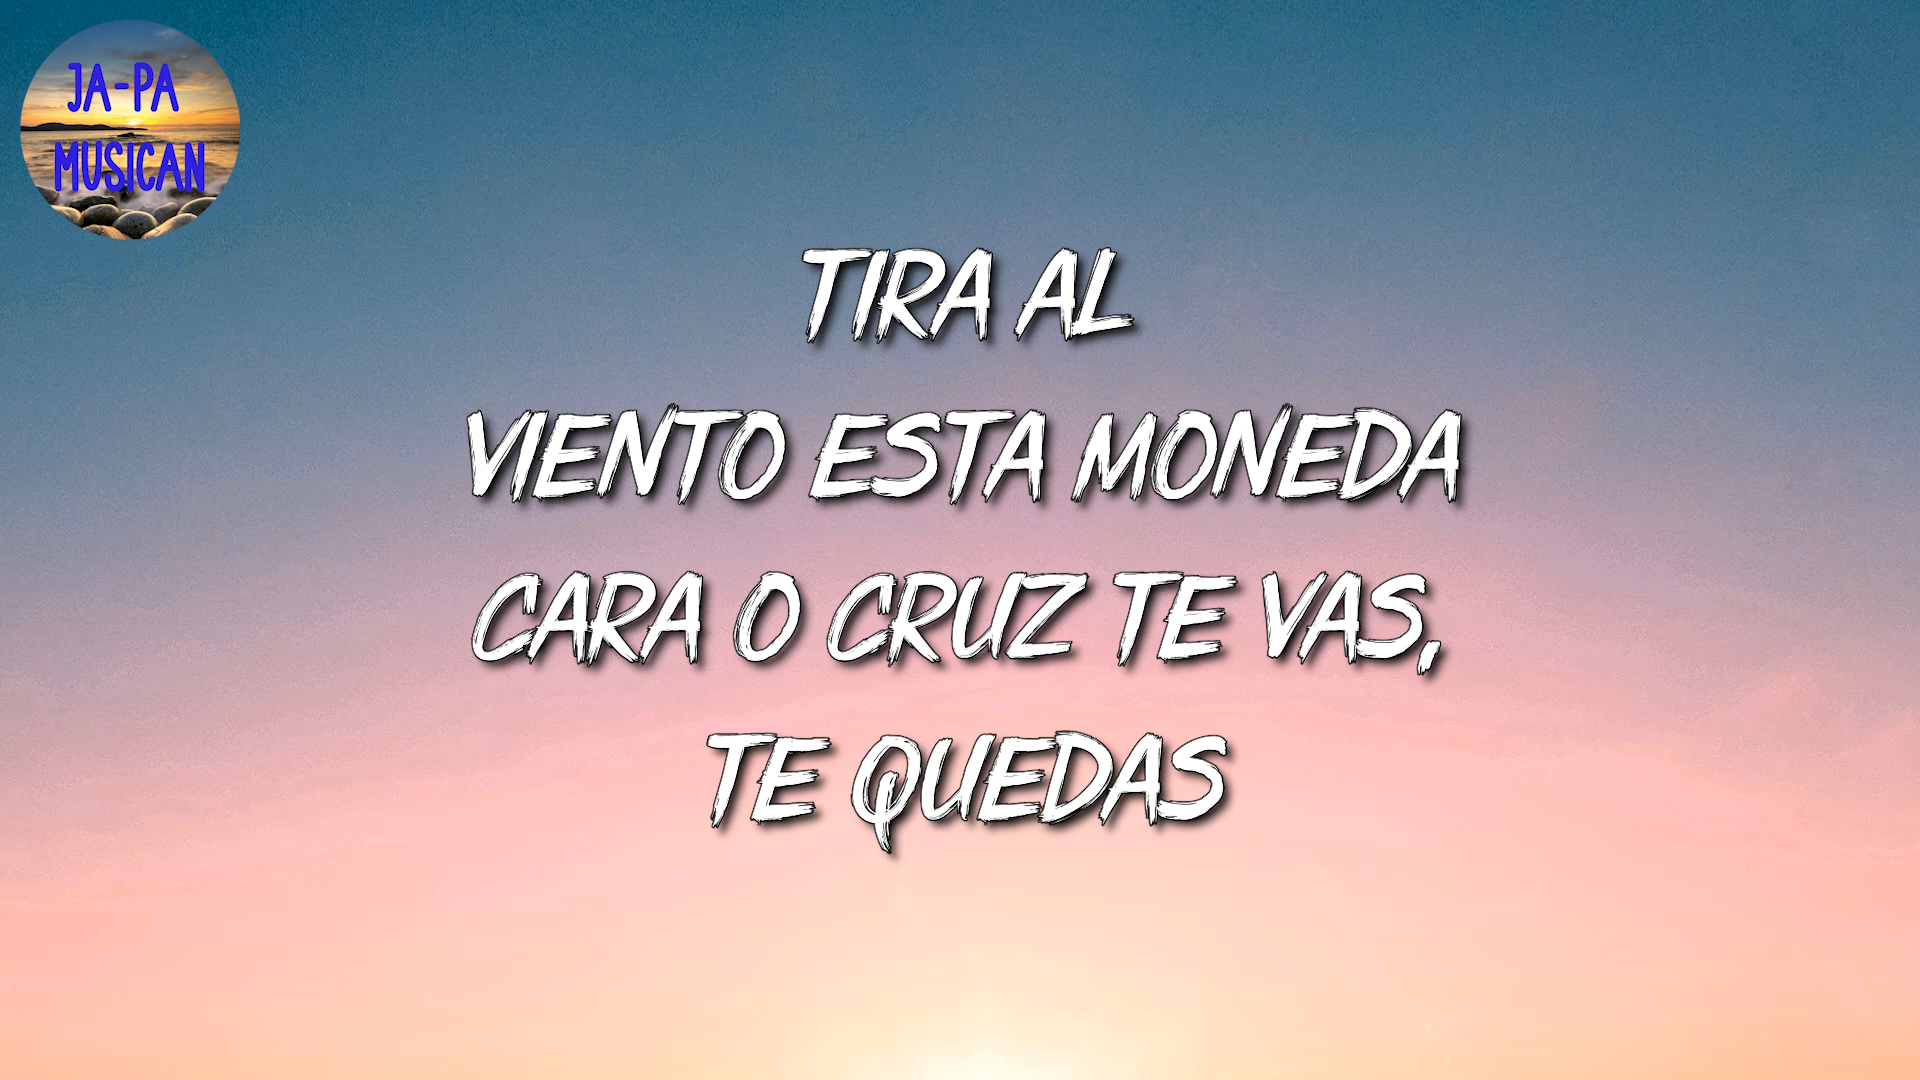 JA-PA
MUSICAN
TIRA AL
VIENTO ESTA MONEDA
CARA O CRUZ TE VAS,
TE QUEDAS